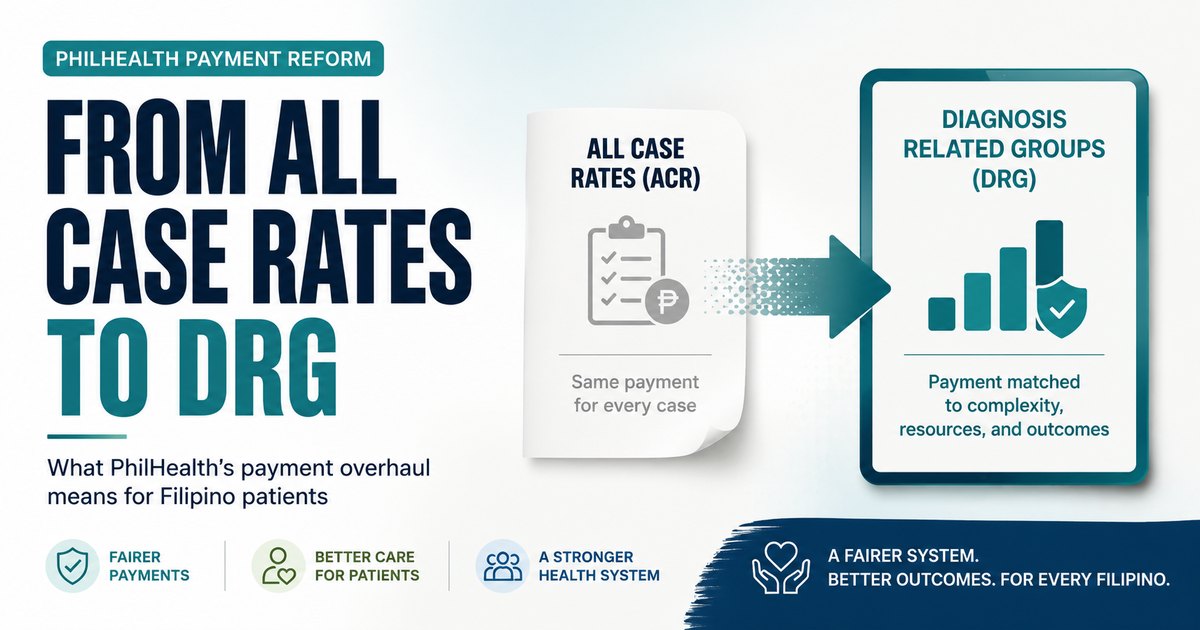 PHILHEALTH PAYMENT REFORM
FROM ALL
CASE RATES
TO DRG
What PhilHealth's payment overhaul
means for Filipino patients
FAIRER
PAYMENTS
BETTER CARE
FOR PATIENTS
A STRONGER
HEALTH SYSTEM
ALL CASE
RATES (ACR)
₱
Same payment
for every case
DIAGNOSIS
RELATED GROUPS
(DRG)
Payment matched
to complexity,
resources, and outcomes
A FAIRER SYSTEM.
BETTER OUTCOMES. FOR EVERY FILIPINO.